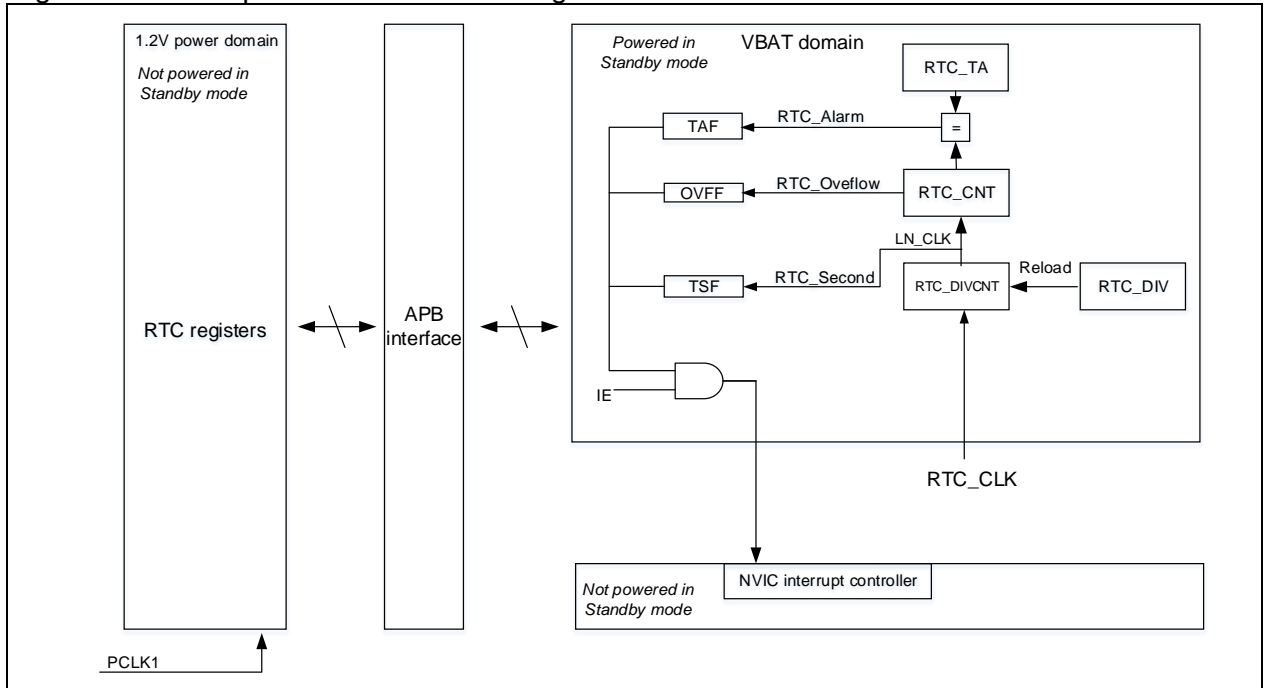 1.2V power domain
Not powered in
Standby mode
RTC registers
PCLK1
APB
interface
Powered in
Standby mode
VBAT domain
RTC_TA
TAF
RTC_Alarm
=
OVFF
RTC_Oveflow
RTC_CNT
LN_CLK
TSF
RTC_Second
RTC_DIVCNT
Reload
RTC_DIV
IE
RTC_CLK
Not powered in
Standby mode
NVIC interrupt controller